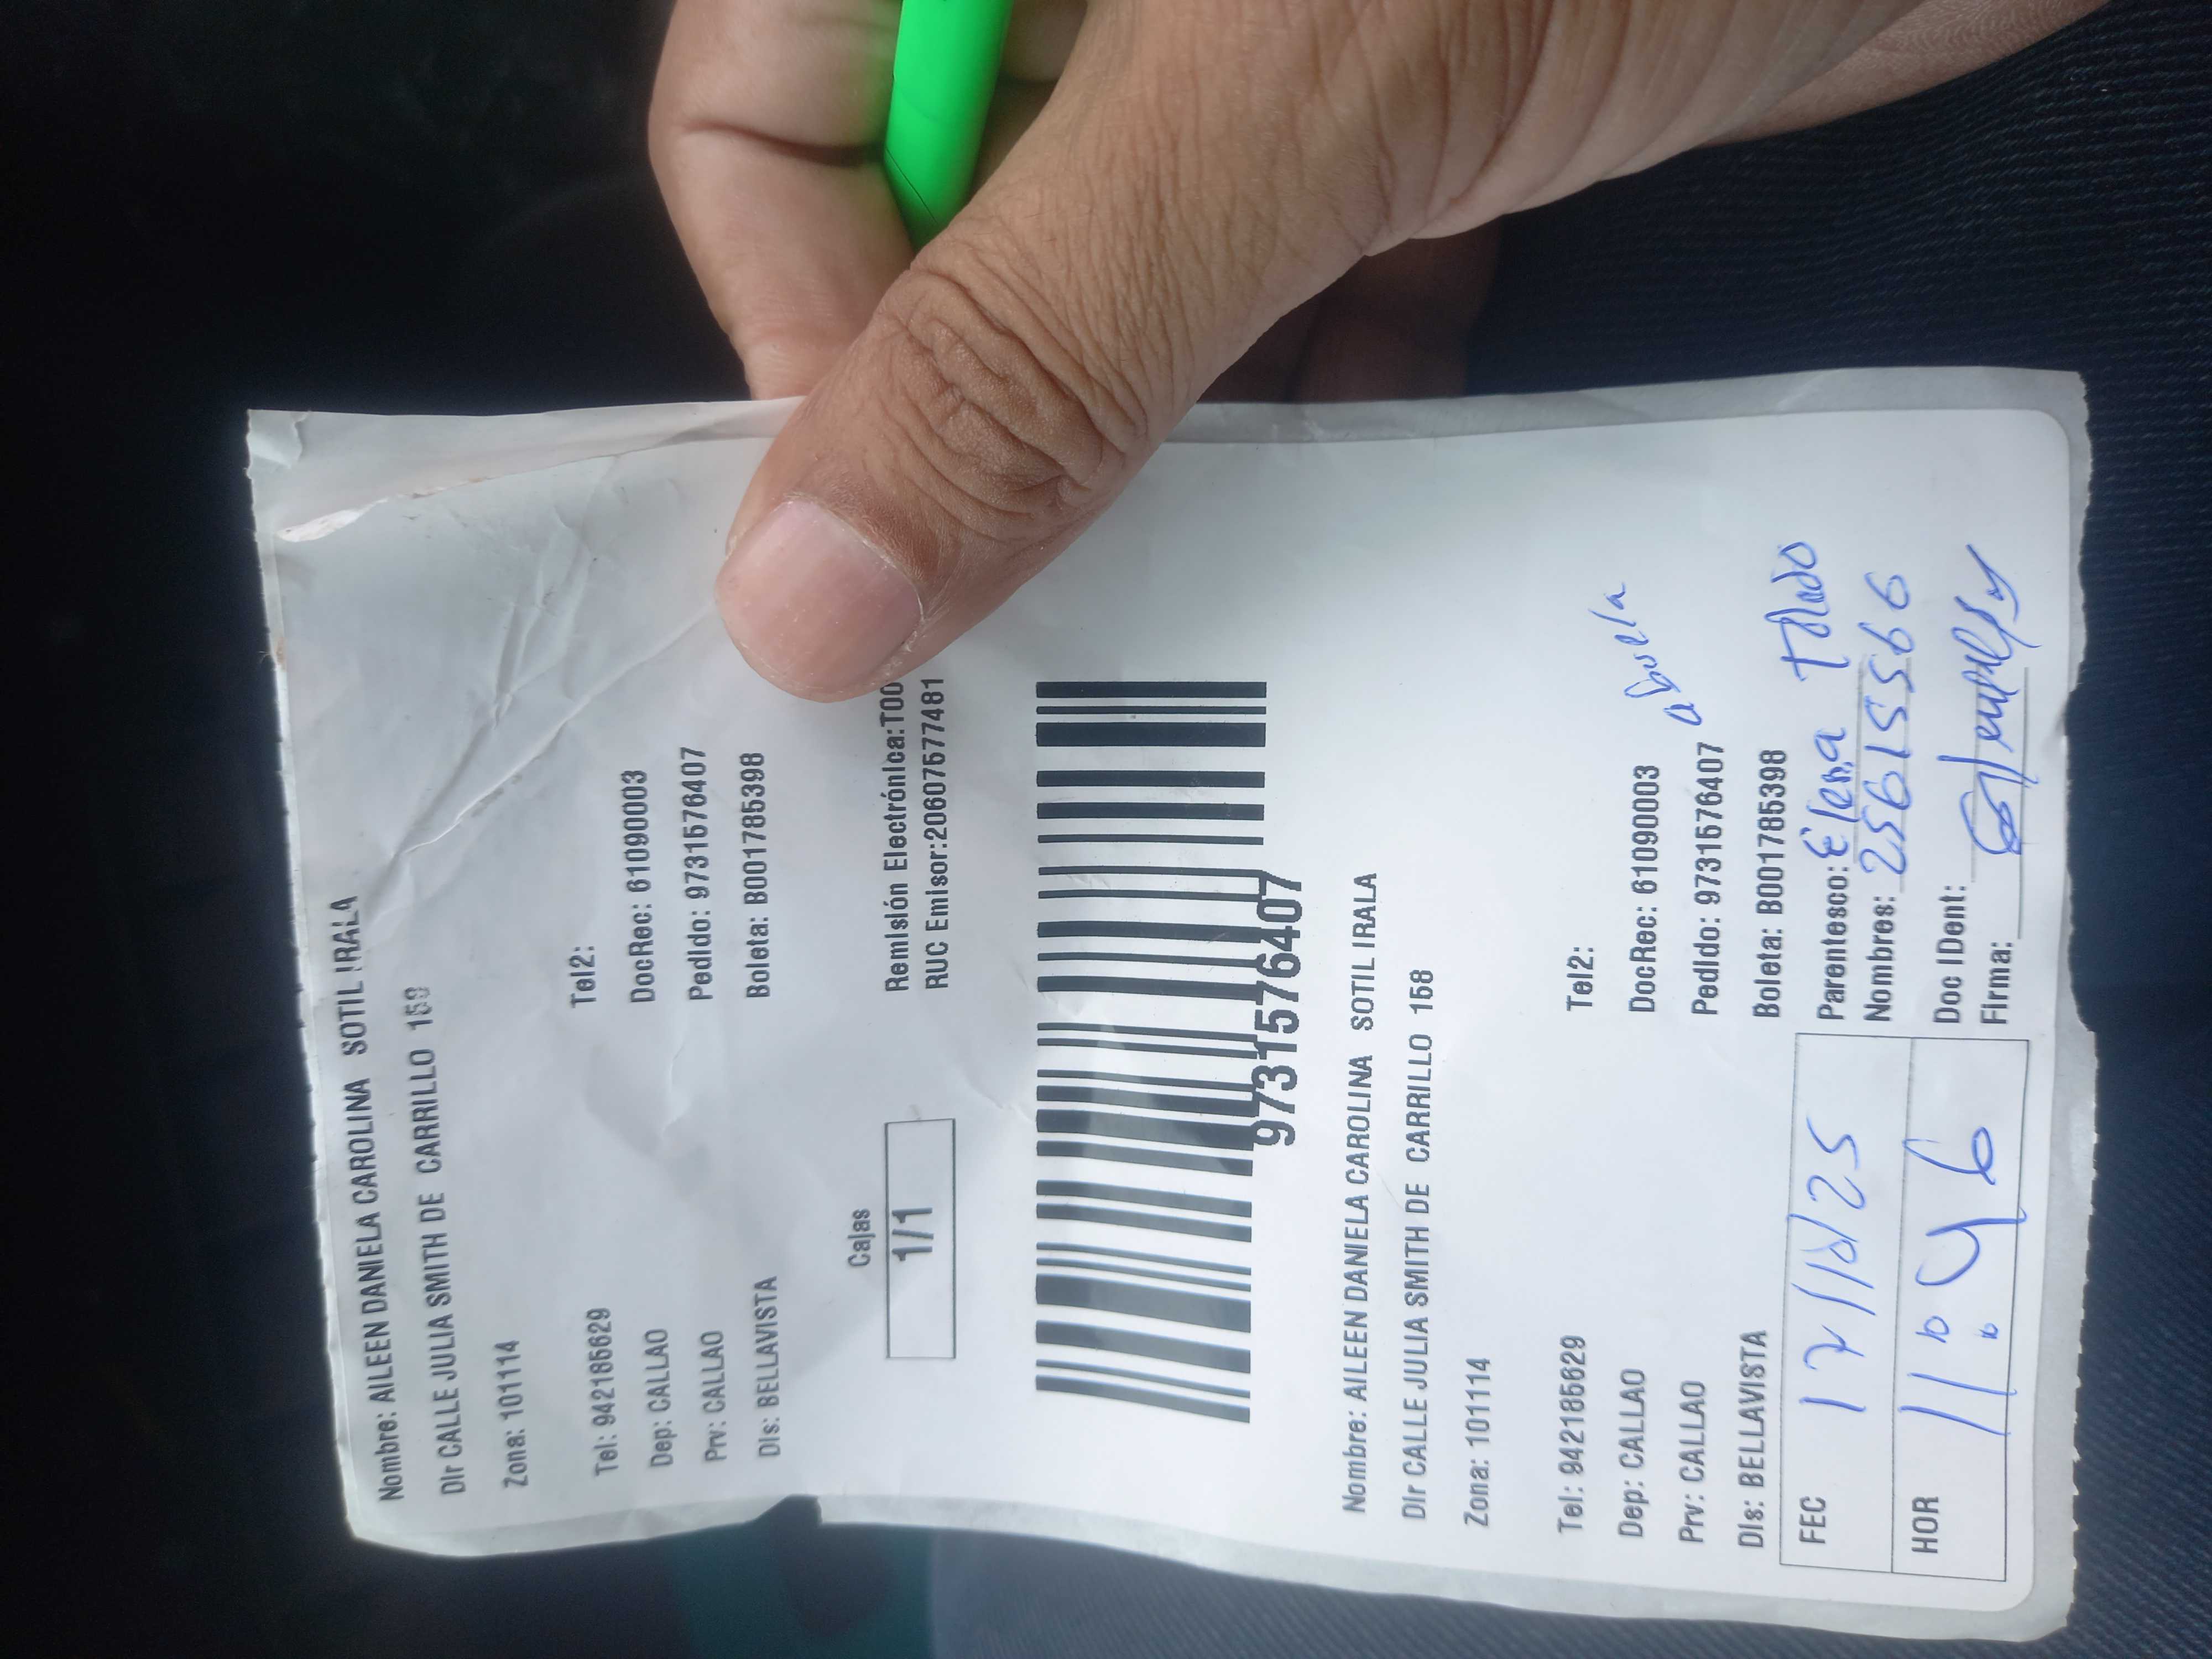 Nombre: AILEEN DANIELA CAROLINA SOTIL IRALA
Dir CALLE JULIA SMITH DE CARRILLO 158
Zona: 101114
Tel: 942185629 Tel2:
Dep: CALLAO DocRec: 61090003
Prv: CALLAO Pedido: 9731576407
Dis: BELLAVISTA Boleta: B001785398
Cajas
1/1
Remisión Electrónica:T00
RUC Emisor:20607577481
9731576407
Nombre: AILEEN DANIELA CAROLINA SOTIL IRALA
Dir CALLE JULIA SMITH DE CARRILLO 158
Zona: 101114
Tel: 942185629 Tel2:
Dep: CALLAO DocRec: 61090003
Prv: CALLAO Pedido: 9731576407 abuela
Dis: BELLAVISTA Boleta: B001785398
FEC 17/10/25 Parentesco: Elena
Nombres: 25615566
HOR 11:46 Doc IDent:
Firma: